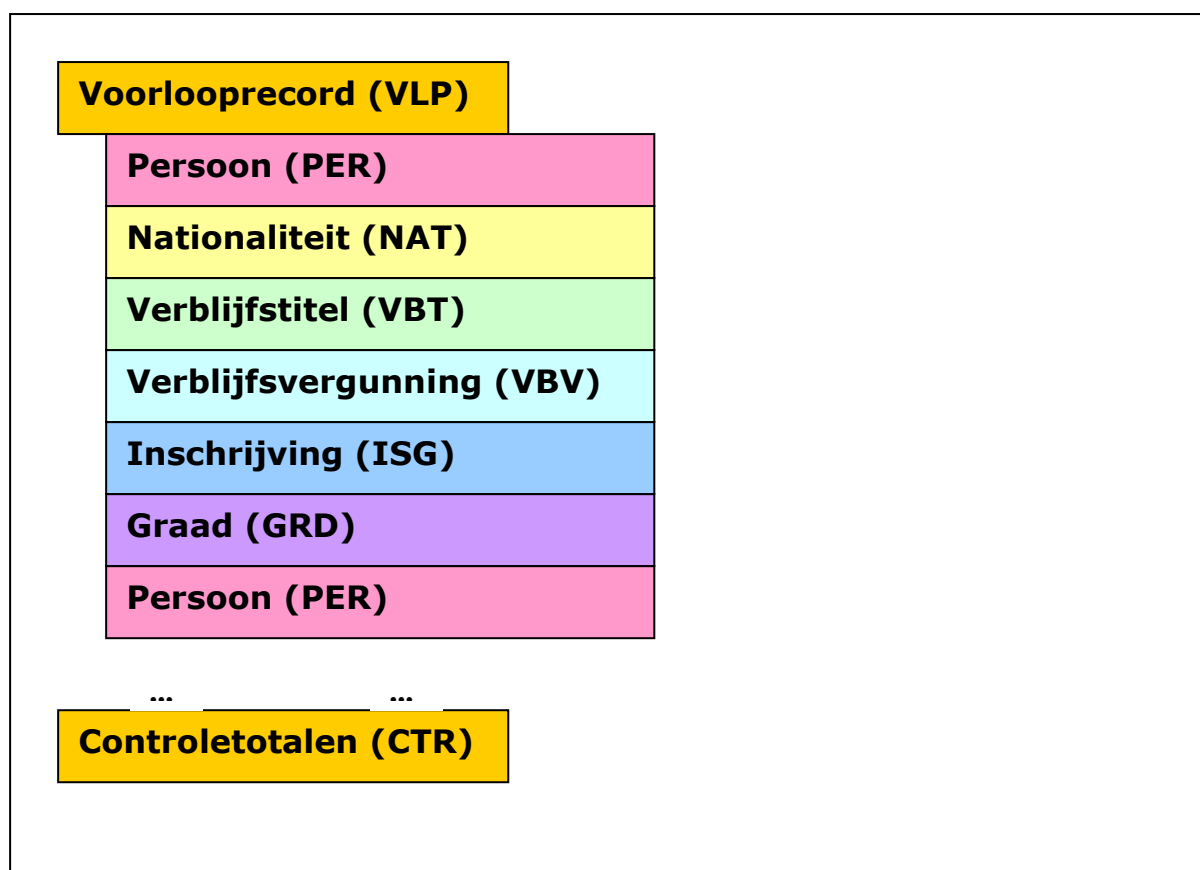 Voorlooprecord (VLP)
Persoon (PER)
Nationaliteit (NAT)
Verblijfstitel (VBT)
Verblijfsvergunning (VBV)
Inschrijving (ISG)
Graad (GRD)
Persoon (PER)
... ...
Controletotalen (CTR)